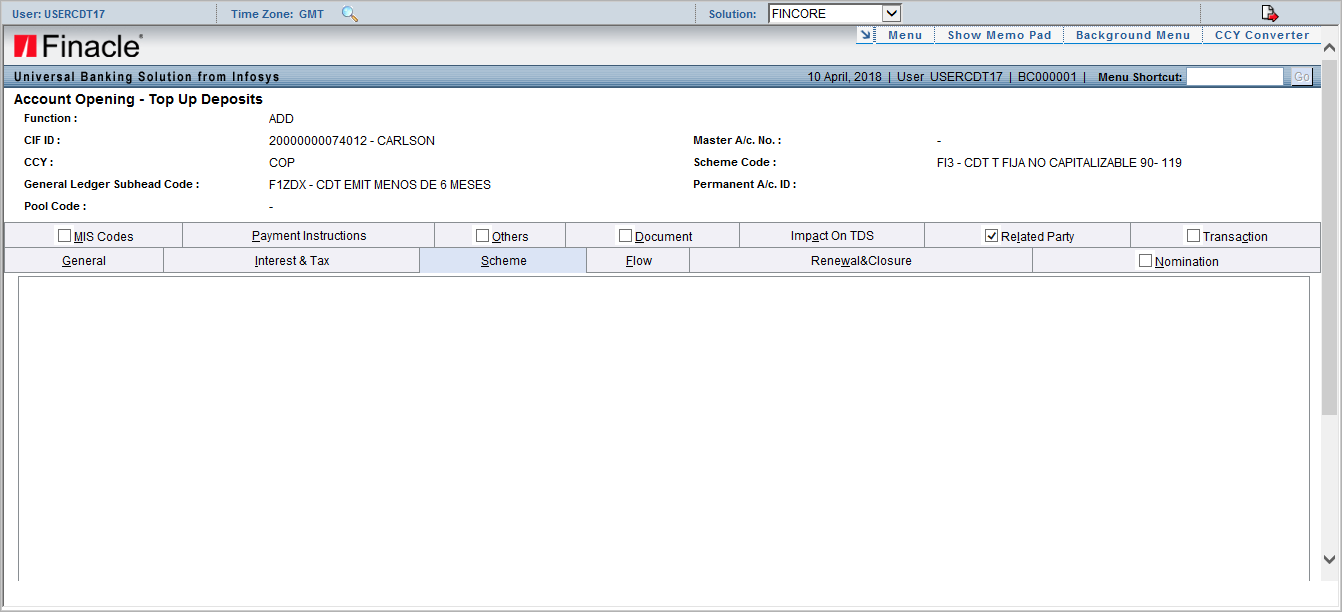 User: USERCDT17 Time Zone: GMT Solution: FINCORE
Finacle® Menu Show Memo Pad Background Menu CCY Converter
Universal Banking Solution from Infosys 10 April, 2018 | User USERCDT17 | BC000001 | Menu Shortcut: Go
Account Opening - Top Up Deposits
Function : ADD
CIF ID : 20000000074012 - CARLSON Master A/c. No. : -
CCY : COP Scheme Code : FI3 - CDT T FIJA NO CAPITALIZABLE 90- 119
General Ledger Subhead Code : F1ZDX - CDT EMIT MENOS DE 6 MESES Permanent A/c. ID :
Pool Code : -
MIS Codes Payment Instructions Others Document Impact On TDS Related Party Transaction
General Interest & Tax Scheme Flow Renewal&Closure Nomination